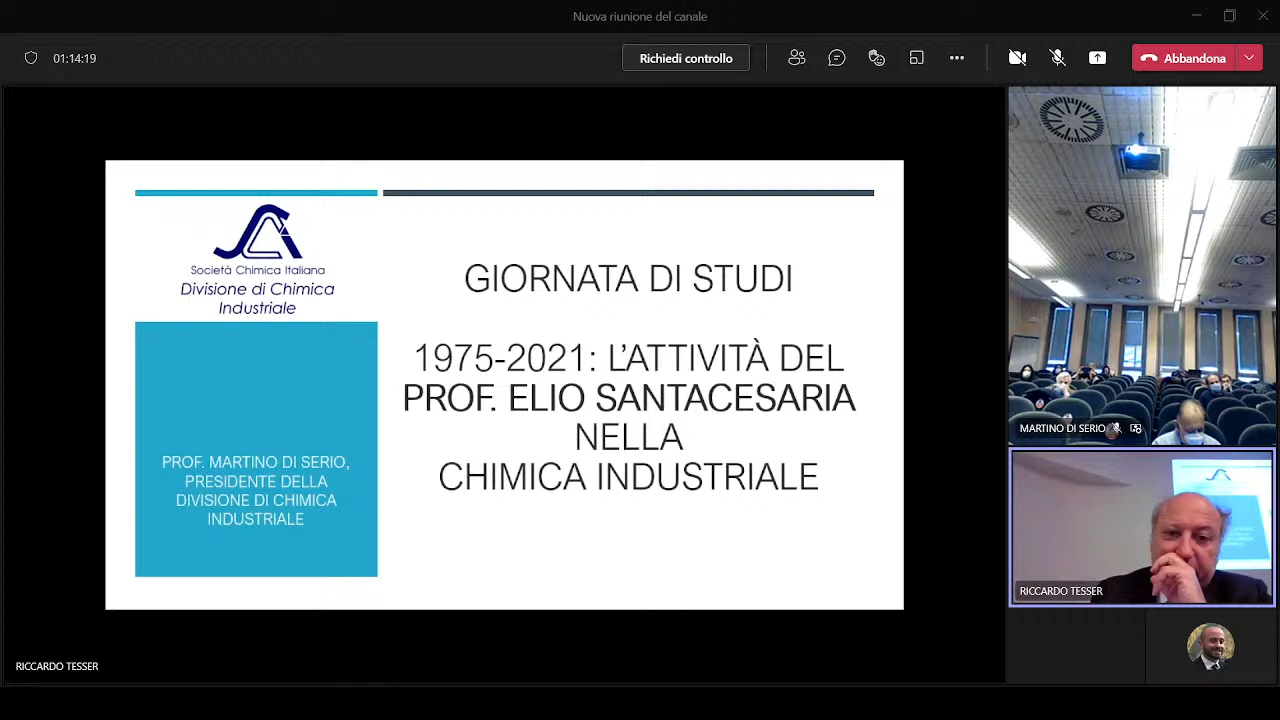 Nuova riunione del canale
01:14:19
Richiedi controllo
Abbandona
Società Chimica Italiana
Divisione di Chimica
Industriale
GIORNATA DI STUDI
1975-2021: L’ATTIVITÀ DEL
PROF. ELIO SANTACESARIA
NELLA
CHIMICA INDUSTRIALE
PROF. MARTINO DI SERIO,
PRESIDENTE DELLA
DIVISIONE DI CHIMICA
INDUSTRIALE
MARTINO DI SERIO
RICCARDO TESSER
RICCARDO TESSER